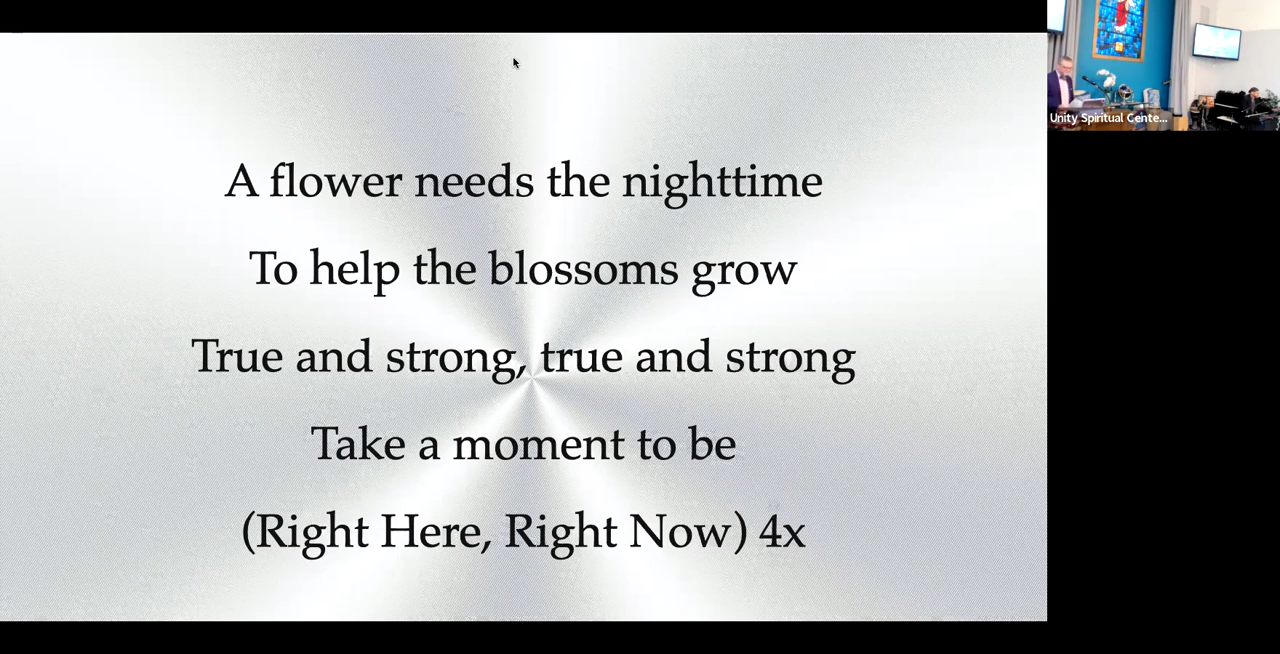 A flower needs the nighttime
To help the blossoms grow
True and strong, true and strong
Take a moment to be
(Right Here, Right Now) 4x
Unity Spiritual Cente...